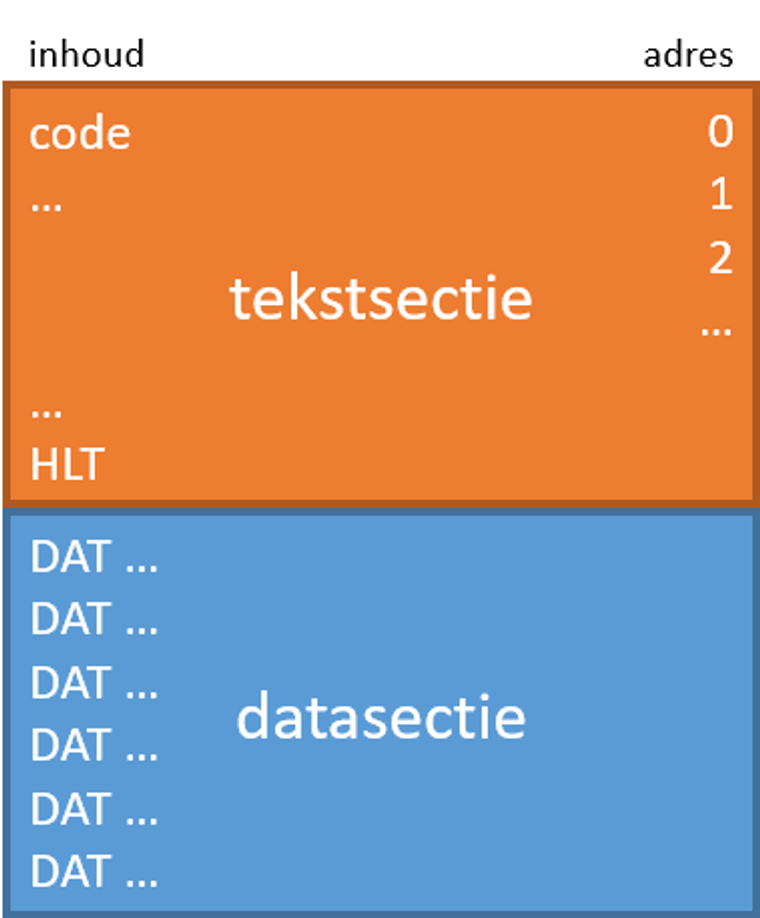 inhoud adres
code 0
... 1
2
tekstsectie
...
...
HLT
DAT ...
DAT ...
DAT ...
datasectie
DAT ...
DAT ...
DAT ...